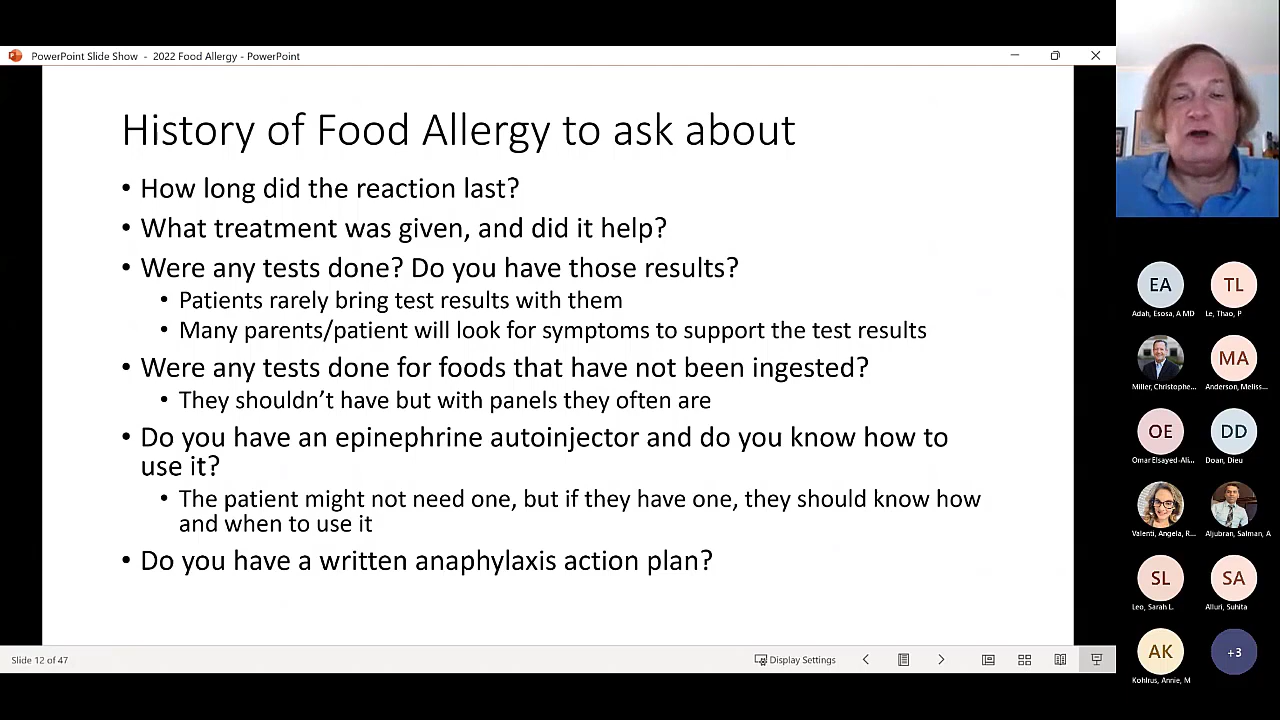 PowerPoint Slide Show - 2022 Food Allergy - PowerPoint
History of Food Allergy to ask about
• How long did the reaction last?
• What treatment was given, and did it help?
• Were any tests done? Do you have those results?
• Patients rarely bring test results with them
• Many parents/patient will look for symptoms to support the test results
• Were any tests done for foods that have not been ingested?
• They shouldn't have but with panels they often are
• Do you have an epinephrine autoinjector and do you know how to
use it?
• The patient might not need one, but if they have one, they should know how
and when to use it
• Do you have a written anaphylaxis action plan?
Slide 12 of 47
Display Settings
EA
Adah, Esosa, A MD
TL
Le, Thao, P
Miller, Christophe...
MA
Anderson, Meliss...
OE
Omar Elsayed-Ali...
DD
Doan, Dieu
Valenti, Angela, R...
Aljubran, Salman, A
SL
Leo, Sarah L.
SA
Alluri, Suhita
AK
Kohlrus, Annie, M
+3